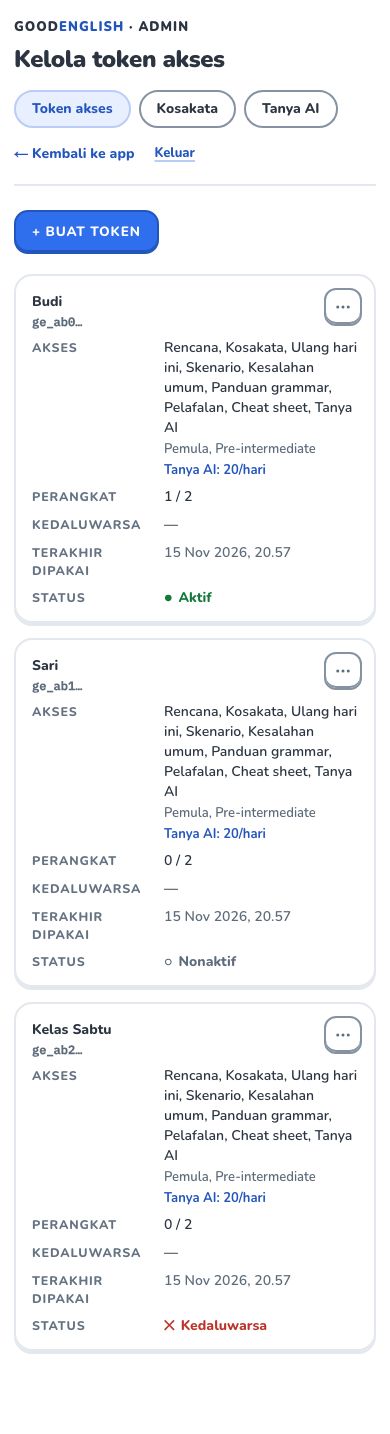 GOODENGLISH · ADMIN
Kelola token akses
Token akses
Kosakata
Tanya AI
← Kembali ke app
Keluar
+ BUAT TOKEN
Budi
ge_ab0…
AKSES
Rencana, Kosakata, Ulang hari
ini, Skenario, Kesalahan
umum, Panduan grammar,
Pelafalan, Cheat sheet, Tanya
AI
Pemula, Pre-intermediate
Tanya AI: 20/hari
PERANGKAT
1 / 2
KEDALUWARSA
—
TERAKHIR
DIPAKAI
15 Nov 2026, 20.57
STATUS
● Aktif
Sari
ge_ab1…
AKSES
Rencana, Kosakata, Ulang hari
ini, Skenario, Kesalahan
umum, Panduan grammar,
Pelafalan, Cheat sheet, Tanya
AI
Pemula, Pre-intermediate
Tanya AI: 20/hari
PERANGKAT
0 / 2
KEDALUWARSA
—
TERAKHIR
DIPAKAI
15 Nov 2026, 20.57
STATUS
○ Nonaktif
Kelas Sabtu
ge_ab2…
AKSES
Rencana, Kosakata, Ulang hari
ini, Skenario, Kesalahan
umum, Panduan grammar,
Pelafalan, Cheat sheet, Tanya
AI
Pemula, Pre-intermediate
Tanya AI: 20/hari
PERANGKAT
0 / 2
KEDALUWARSA
—
TERAKHIR
DIPAKAI
15 Nov 2026, 20.57
STATUS
✕ Kedaluwarsa